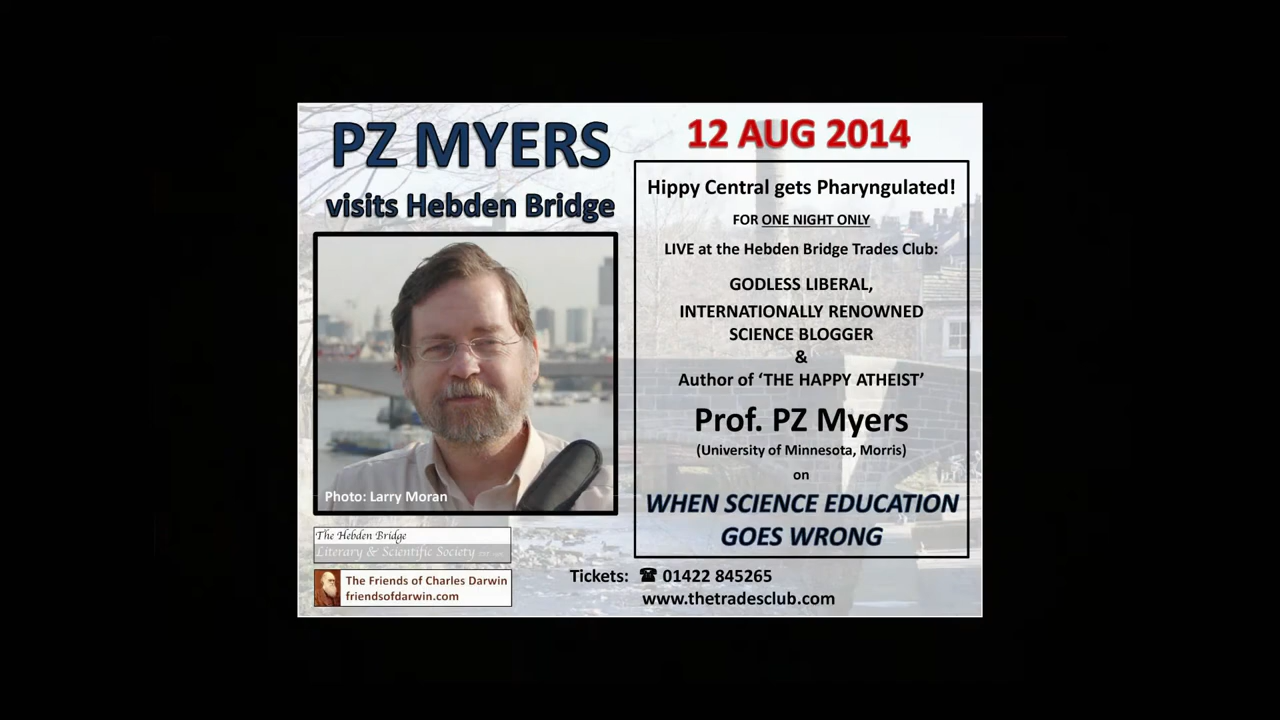 PZ MYERS
visits Hebden Bridge
Photo: Larry Moran
The Hebden Bridge
Literary & Scientific Society
The Friends of Charles Darwin
friendsofdarwin.com
12 AUG 2014
Hippy Central gets Pharyngulated!
FOR ONE NIGHT ONLY
LIVE at the Hebden Bridge Trades Club:
GODLESS LIBERAL,
INTERNATIONALLY RENOWNED
SCIENCE BLOGGER
&
Author of ‘THE HAPPY ATHEIST’
Prof. PZ Myers
(University of Minnesota, Morris)
on
WHEN SCIENCE EDUCATION
GOES WRONG
Tickets: ☎ 01422 845265
www.thetradesclub.com